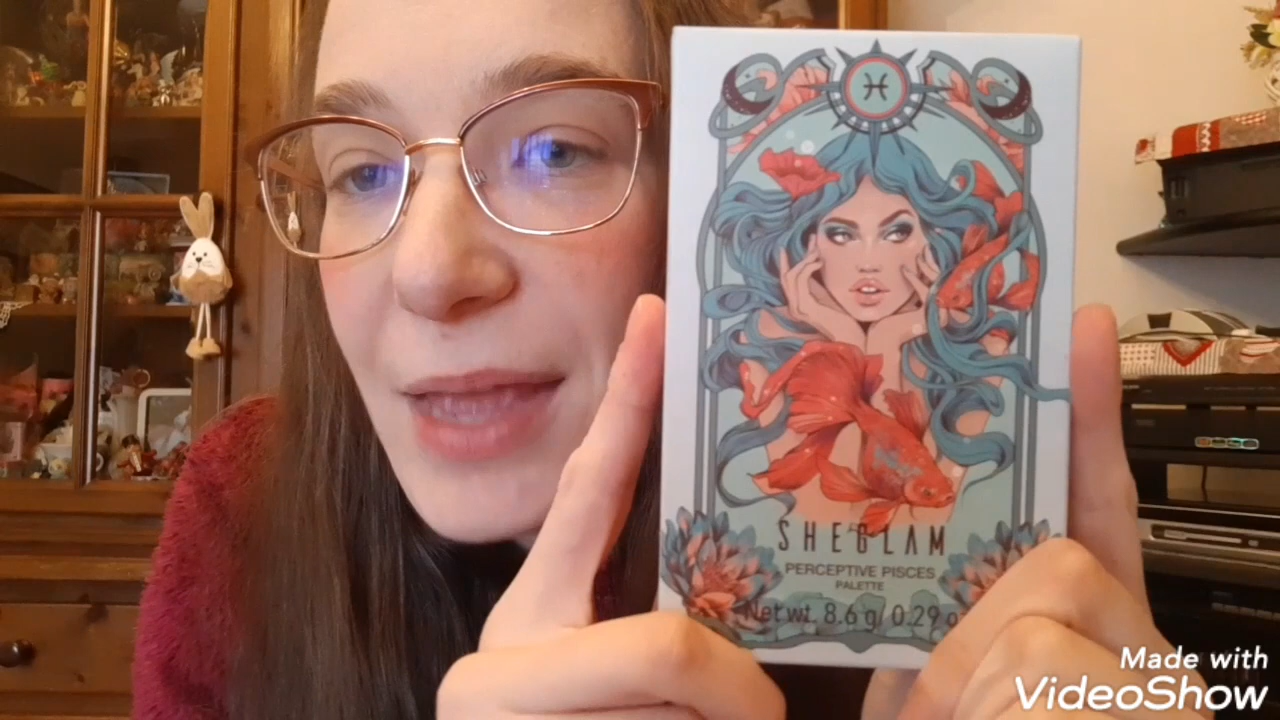 SHEGLAM
PERCEPTIVE PISCES
PALETTE
Net wt. 8.6 g/0.29 o
Made with
VideoShow